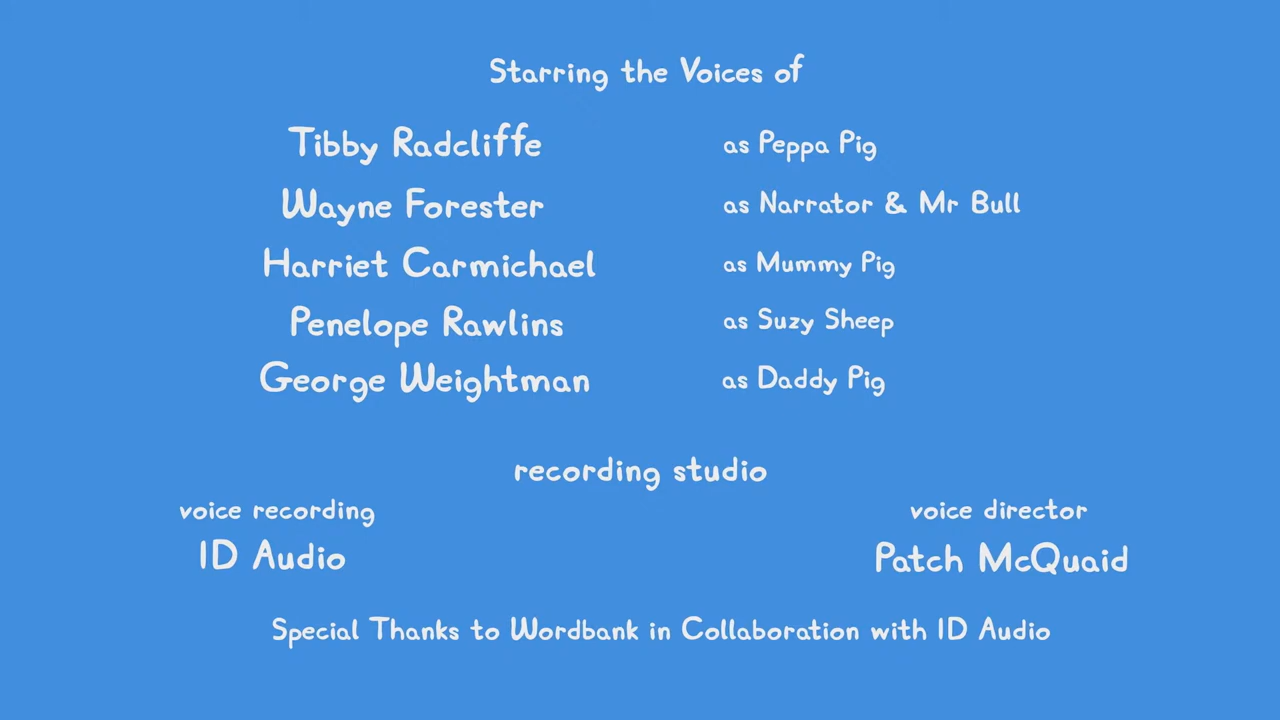 Starring the Voices of
Tibby Radcliffe as Peppa Pig
Wayne Forester as Narrator & Mr Bull
Harriet Carmichael as Mummy Pig
Penelope Rawlins as Suzy Sheep
George Weightman as Daddy Pig
recording studio
voice recording voice director
ID Audio Patch McQuaid
Special Thanks to Wordbank in Collaboration with ID Audio